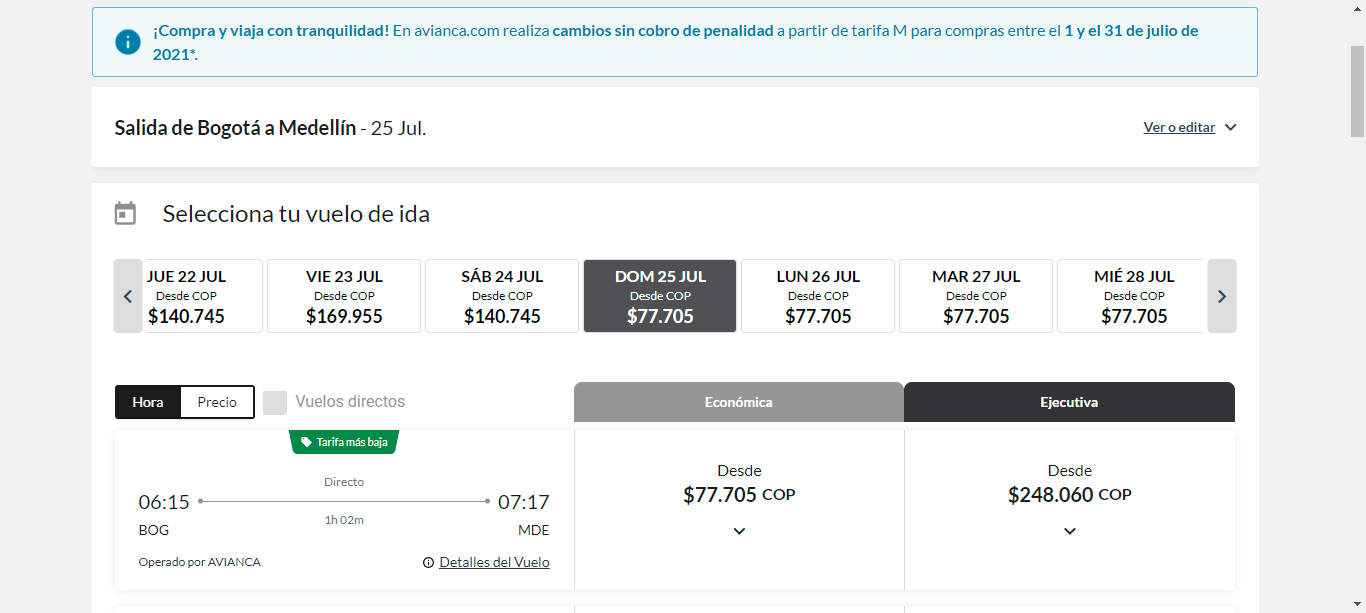 ¡Compra y viaja con tranquilidad! En avianca.com realiza cambios sin cobro de penalidad a partir de tarifa M para compras entre el 1 y el 31 de julio de
2021*.
Salida de Bogotá a Medellín - 25 Jul.
Ver o editar
Selecciona tu vuelo de ida
JUE 22 JUL
Desde COP
$140.745
VIE 23 JUL
Desde COP
$169.955
SÁB 24 JUL
Desde COP
$140.745
DOM 25 JUL
Desde COP
$77.705
LUN 26 JUL
Desde COP
$77.705
MAR 27 JUL
Desde COP
$77.705
MIÉ 28 JUL
Desde COP
$77.705
Hora
Precio
Vuelos directos
Económica
Ejecutiva
Tarifa más baja
Directo
06:15
07:17
1h 02m
BOG
MDE
Operado por AVIANCA
Detalles del Vuelo
Desde
$77.705 COP
Desde
$248.060 COP